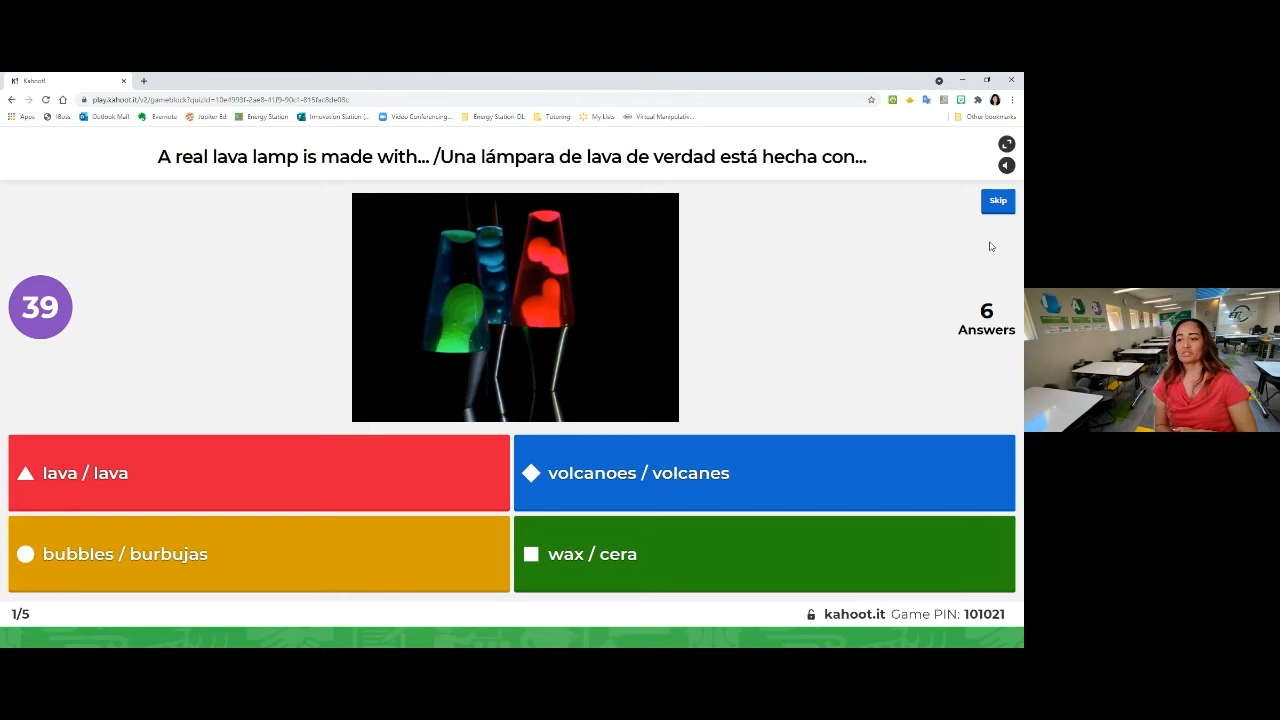 Kahoot!
play.kahoot.it/v2/gameblock?quizId=10e4993f-2ae8-41f9-90c1-815fac8de08c
Apps
IBoss
Outlook Mail
Evernote
Jupiter Ed
Energy Station
Innovation Station (...
Video Conferencing...
Energy Station-DL
Tutoring
My Lists
Virtual Manipulativ...
Other bookmarks
A real lava lamp is made with... /Una lámpara de lava de verdad está hecha con...
Skip
39
6
Answers
lava / lava
volcanoes / volcanes
bubbles / burbujas
wax / cera
1/5
kahoot.it Game PIN: 101021